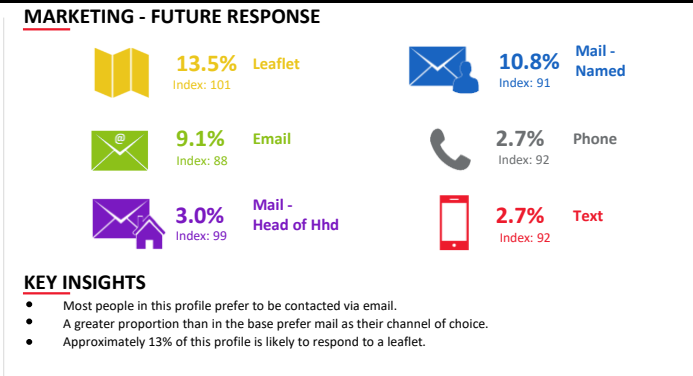 MARKETING - FUTURE RESPONSE
13.5% Leaflet
Index: 101
10.8% Mail -
Named
Index: 91
@
9.1% Email
Index: 88
2.7% Phone
Index: 92
3.0% Mail -
Head of Hhd
Index: 99
2.7% Text
Index: 92
KEY INSIGHTS
• Most people in this profile prefer to be contacted via email.
• A greater proportion than in the base prefer mail as their channel of choice.
• Approximately 13% of this profile is likely to respond to a leaflet.